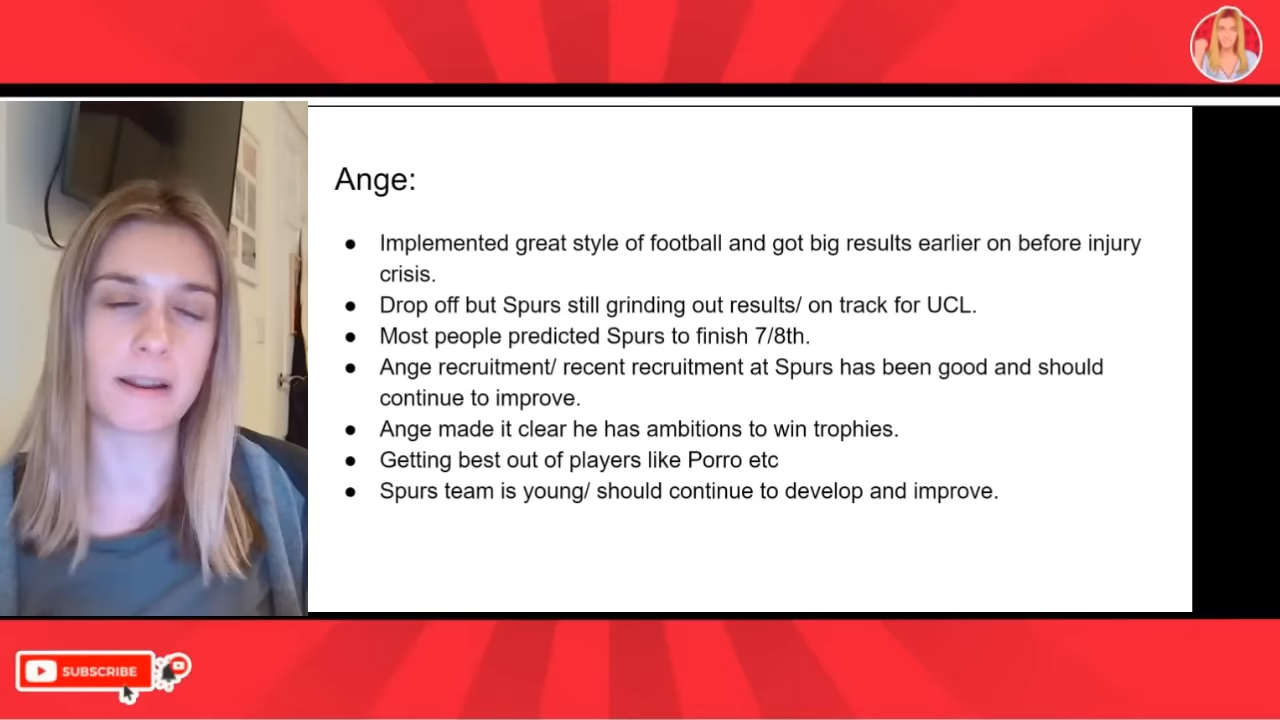 Ange:
● Implemented great style of football and got big results earlier on before injury
crisis.
● Drop off but Spurs still grinding out results/ on track for UCL.
● Most people predicted Spurs to finish 7/8th.
● Ange recruitment/ recent recruitment at Spurs has been good and should
continue to improve.
● Ange made it clear he has ambitions to win trophies.
● Getting best out of players like Porro etc
● Spurs team is young/ should continue to develop and improve.
SUBSCRIBE